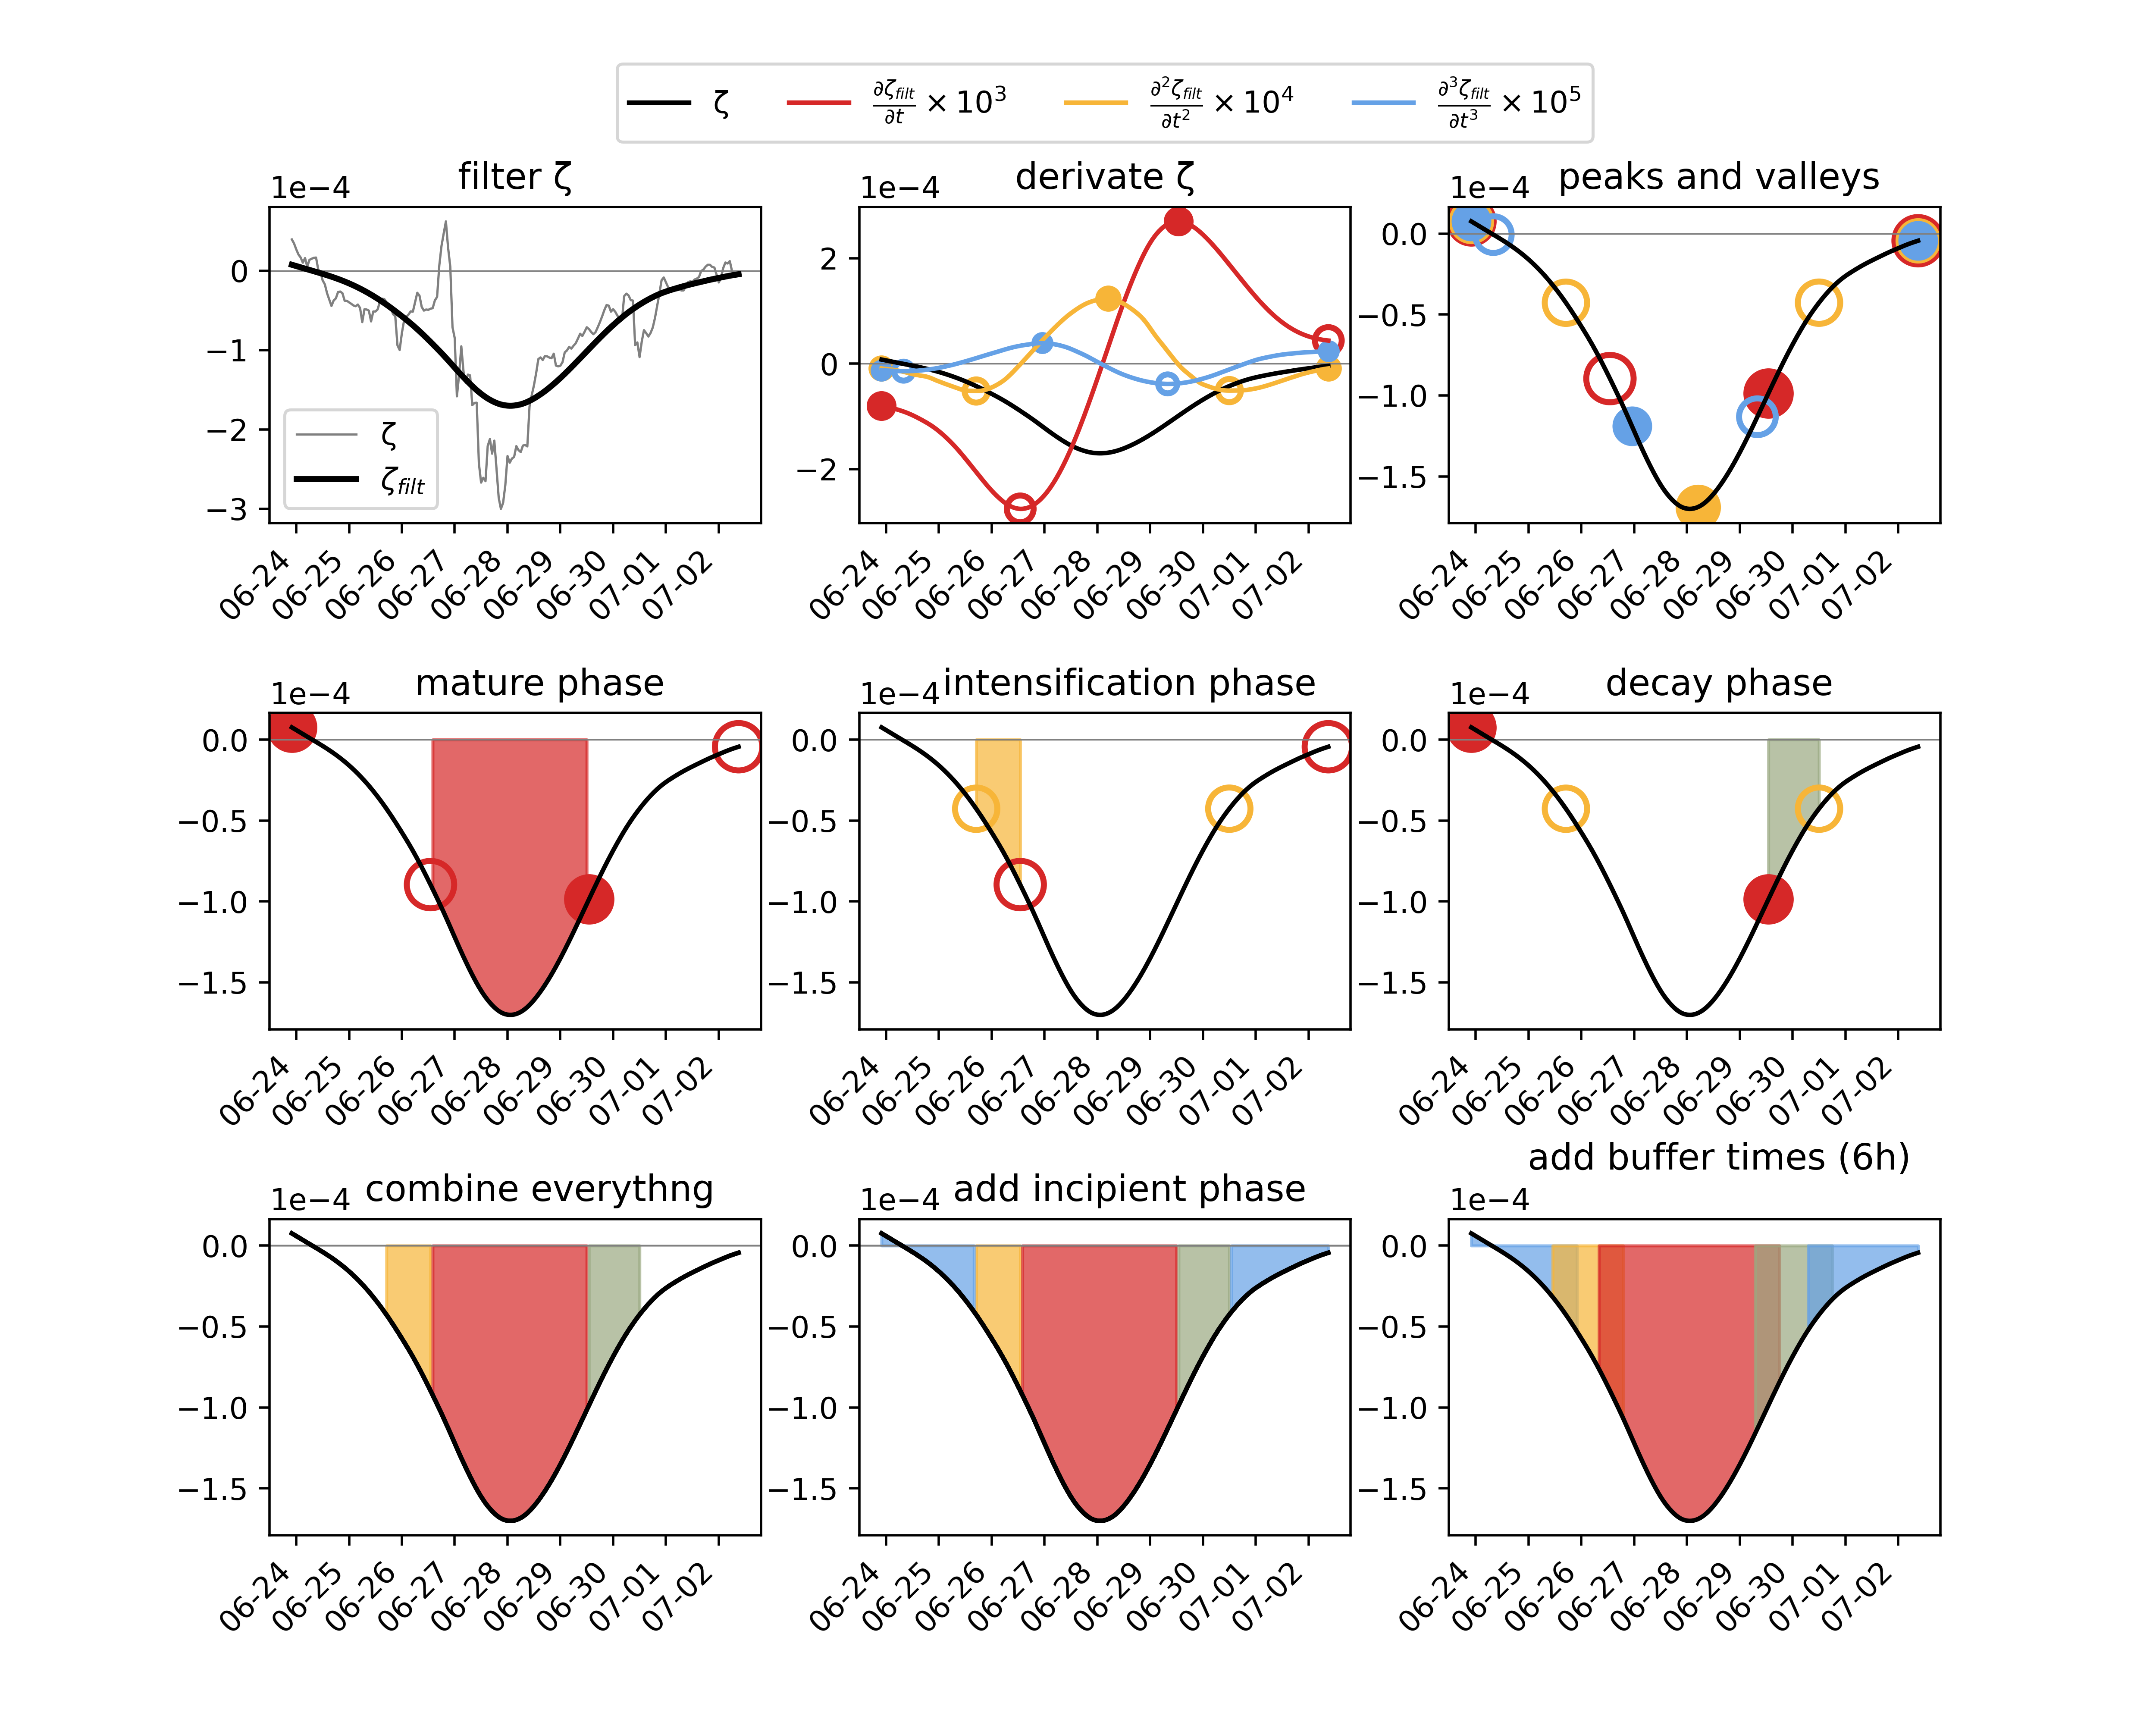 ζ ∂ζ_filt/∂t × 10³ ∂²ζ_filt/∂t² × 10⁴ ∂³ζ_filt/∂t³ × 10⁵
filter ζ
1e−4
0
−1
−2
−3
ζ
ζ_filt
06-24 06-25 06-26 06-27 06-28 06-29 06-30 07-01 07-02
derivate ζ
1e−4
2
0
−2
06-24 06-25 06-26 06-27 06-28 06-29 06-30 07-01 07-02
peaks and valleys
1e−4
0.0
−0.5
−1.0
−1.5
06-24 06-25 06-26 06-27 06-28 06-29 06-30 07-01 07-02
mature phase
1e−4
0.0
−0.5
−1.0
−1.5
06-24 06-25 06-26 06-27 06-28 06-29 06-30 07-01 07-02
intensification phase
1e−4
0.0
−0.5
−1.0
−1.5
06-24 06-25 06-26 06-27 06-28 06-29 06-30 07-01 07-02
decay phase
1e−4
0.0
−0.5
−1.0
−1.5
06-24 06-25 06-26 06-27 06-28 06-29 06-30 07-01 07-02
combine everythng
1e−4
0.0
−0.5
−1.0
−1.5
06-24 06-25 06-26 06-27 06-28 06-29 06-30 07-01 07-02
add incipient phase
1e−4
0.0
−0.5
−1.0
−1.5
06-24 06-25 06-26 06-27 06-28 06-29 06-30 07-01 07-02
add buffer times (6h)
1e−4
0.0
−0.5
−1.0
−1.5
06-24 06-25 06-26 06-27 06-28 06-29 06-30 07-01 07-02